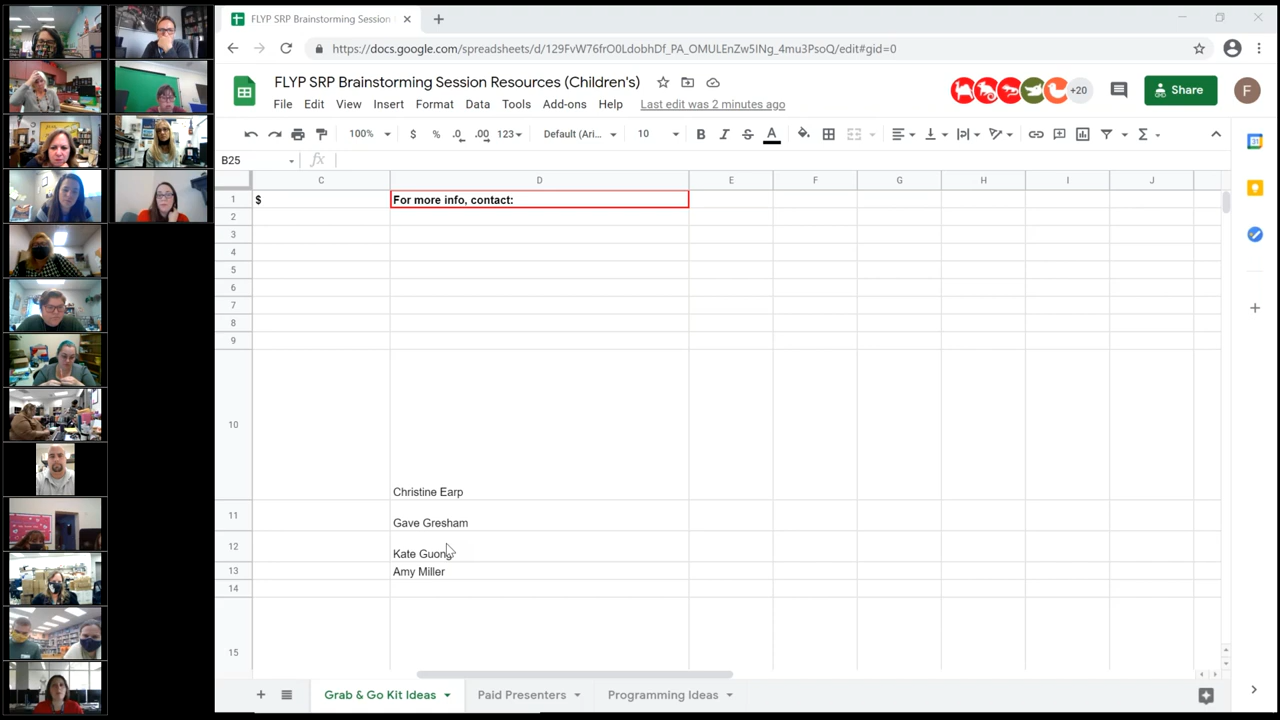 FLYP SRP Brainstorming Session
https://docs.google.
edit#gid=0
FLYP SRP Brainstorming Session Responses (Children's)
File Edit View Insert Format Data Tools Add-ons Help Last edit was 2 minutes ago
+20
Share
F
100% $ % .0 .00 123 Default (Ari... 10 B I S A
B25 fx
C D E F G H I J
1 $ For more info, contact:
2
3
4
5
6
7
8
9
10 Christine Earp
11 Gave Gresham
12 Kate Guon
13 Amy Miller
14
15
Grab & Go Kit Ideas Paid Presenters Programming Ideas